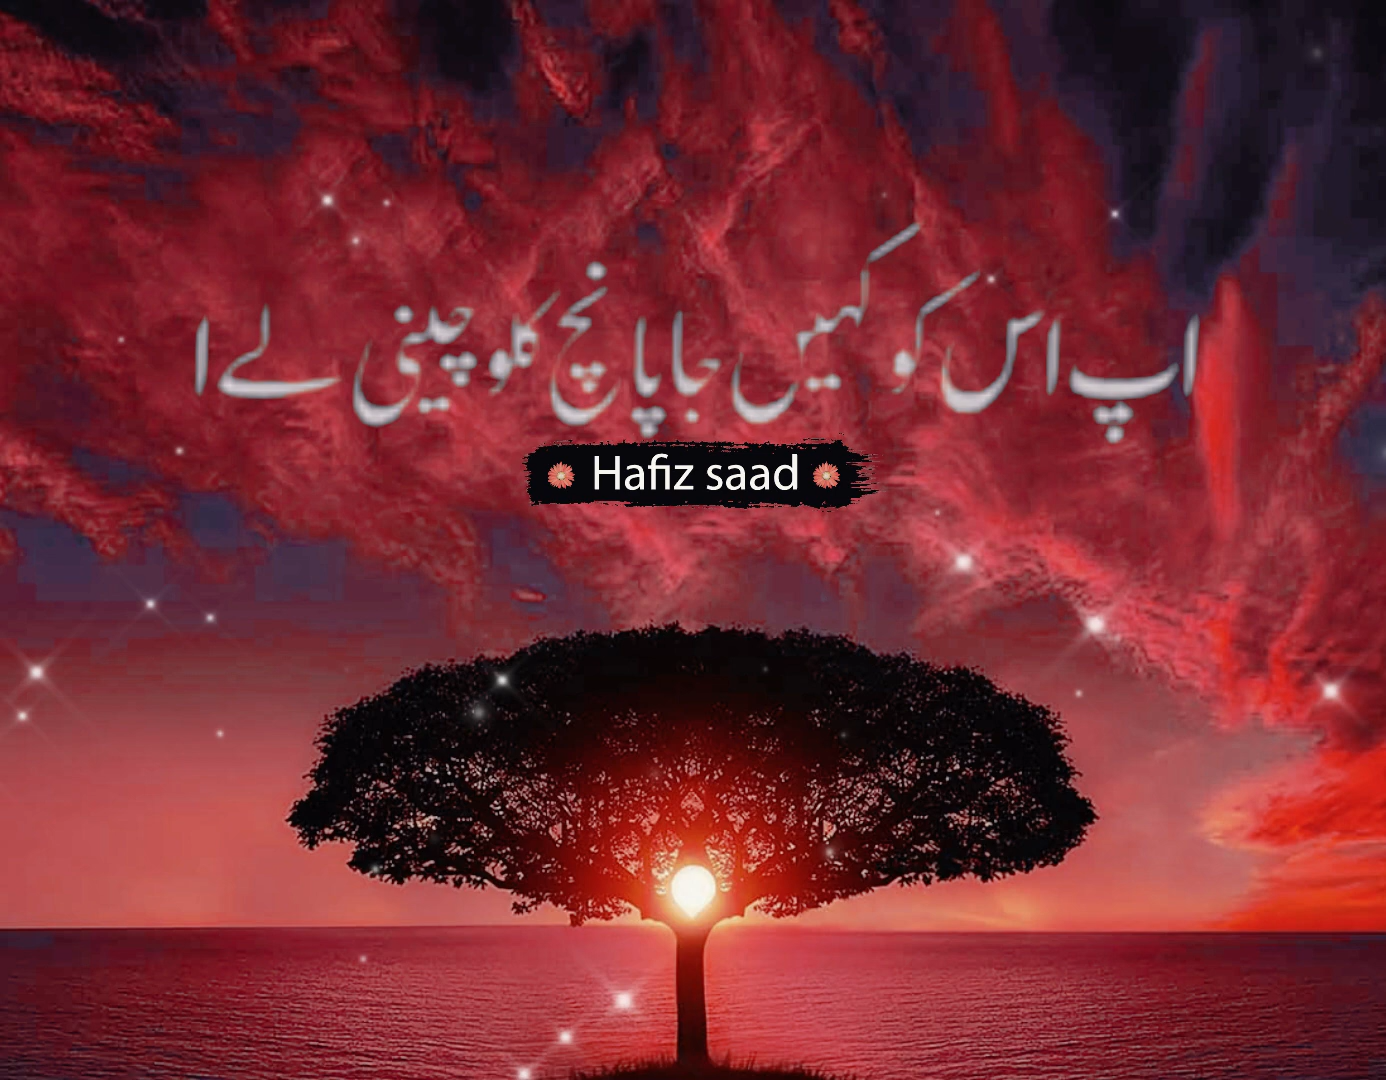 اپ اس کو کہیں جا پانچ کلو چینی لے ا
Hafiz saad